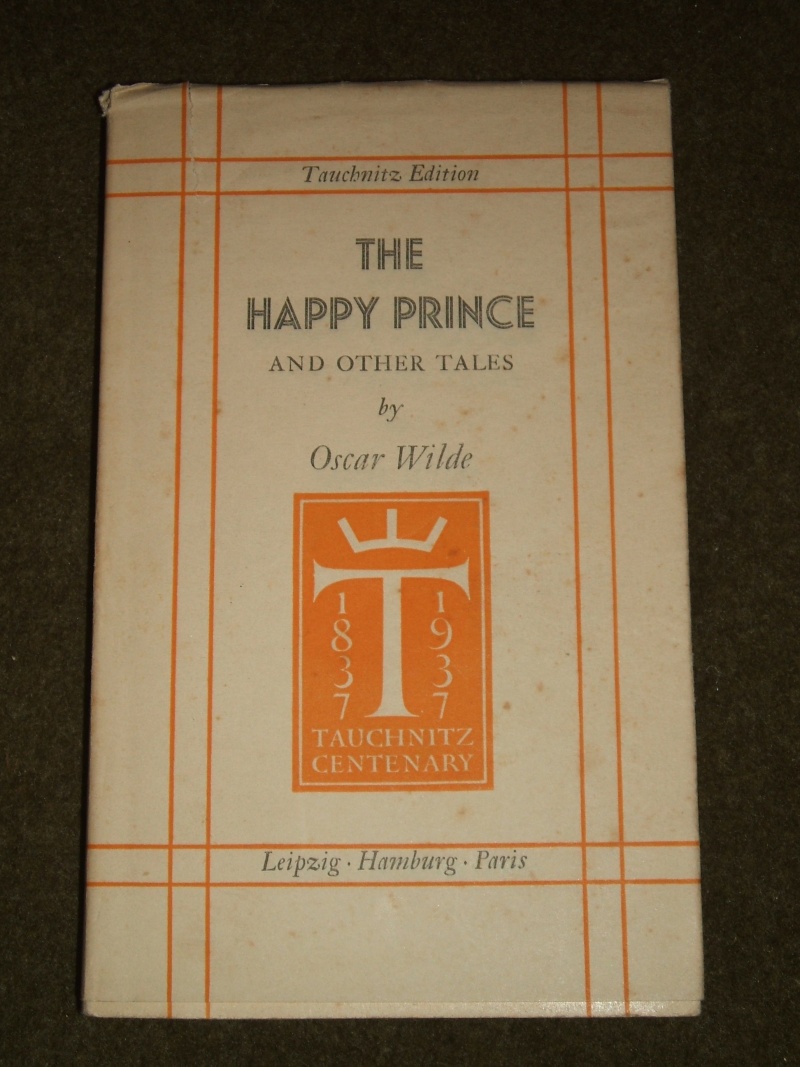 Tauchnitz Edition
THE
HAPPY PRINCE
AND OTHER TALES
by
Oscar Wilde
T
1837 1937
TAUCHNITZ
CENTENARY
Leipzig · Hamburg · Paris